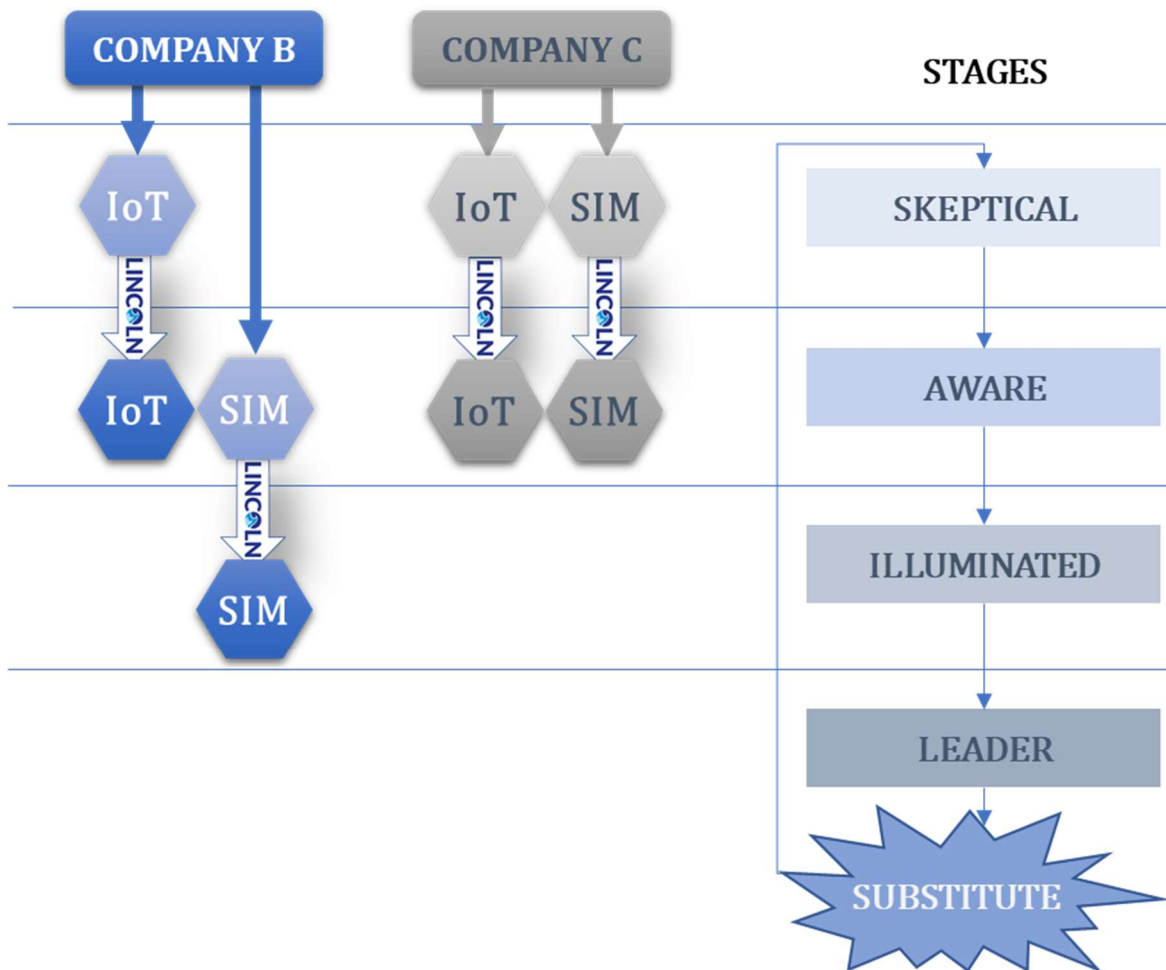 COMPANY B
COMPANY C
STAGES
IoT
IoT
SIM
SKEPTICAL
LINCOLN
LINCOLN
LINCOLN
IoT
SIM
IoT
SIM
AWARE
LINCOLN
SIM
ILLUMINATED
LEADER
SUBSTITUTE